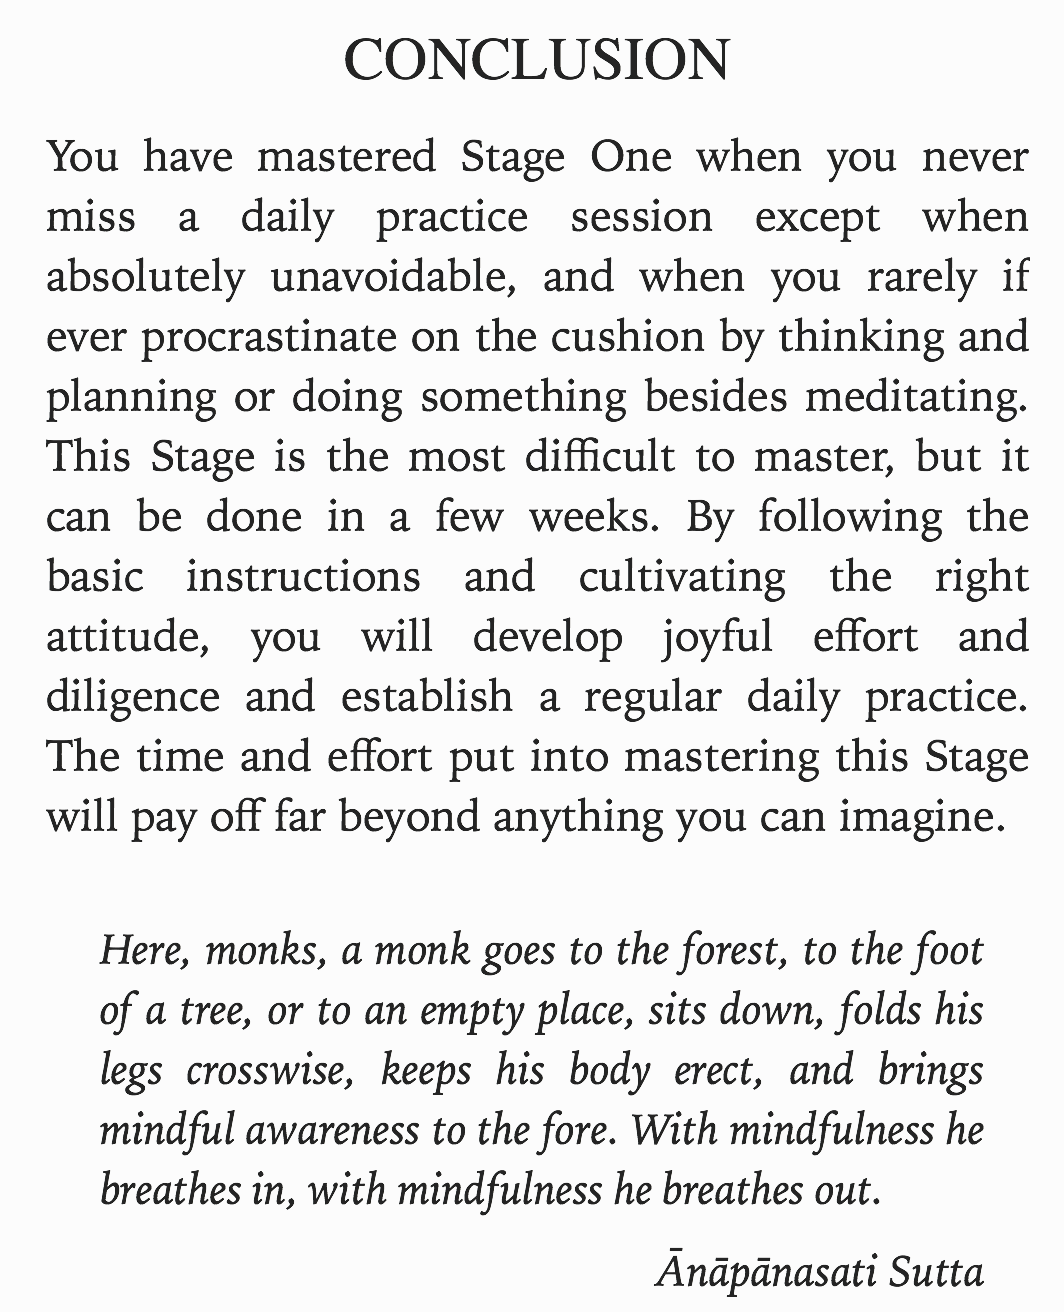 CONCLUSION
You have mastered Stage One when you never
miss a daily practice session except when
absolutely unavoidable, and when you rarely if
ever procrastinate on the cushion by thinking and
planning or doing something besides meditating.
This Stage is the most difficult to master, but it
can be done in a few weeks. By following the
basic instructions and cultivating the right
attitude, you will develop joyful effort and
diligence and establish a regular daily practice.
The time and effort put into mastering this Stage
will pay off far beyond anything you can imagine.
Here, monks, a monk goes to the forest, to the foot
of a tree, or to an empty place, sits down, folds his
legs crosswise, keeps his body erect, and brings
mindful awareness to the fore. With mindfulness he
breathes in, with mindfulness he breathes out.
Ānāpānasati Sutta